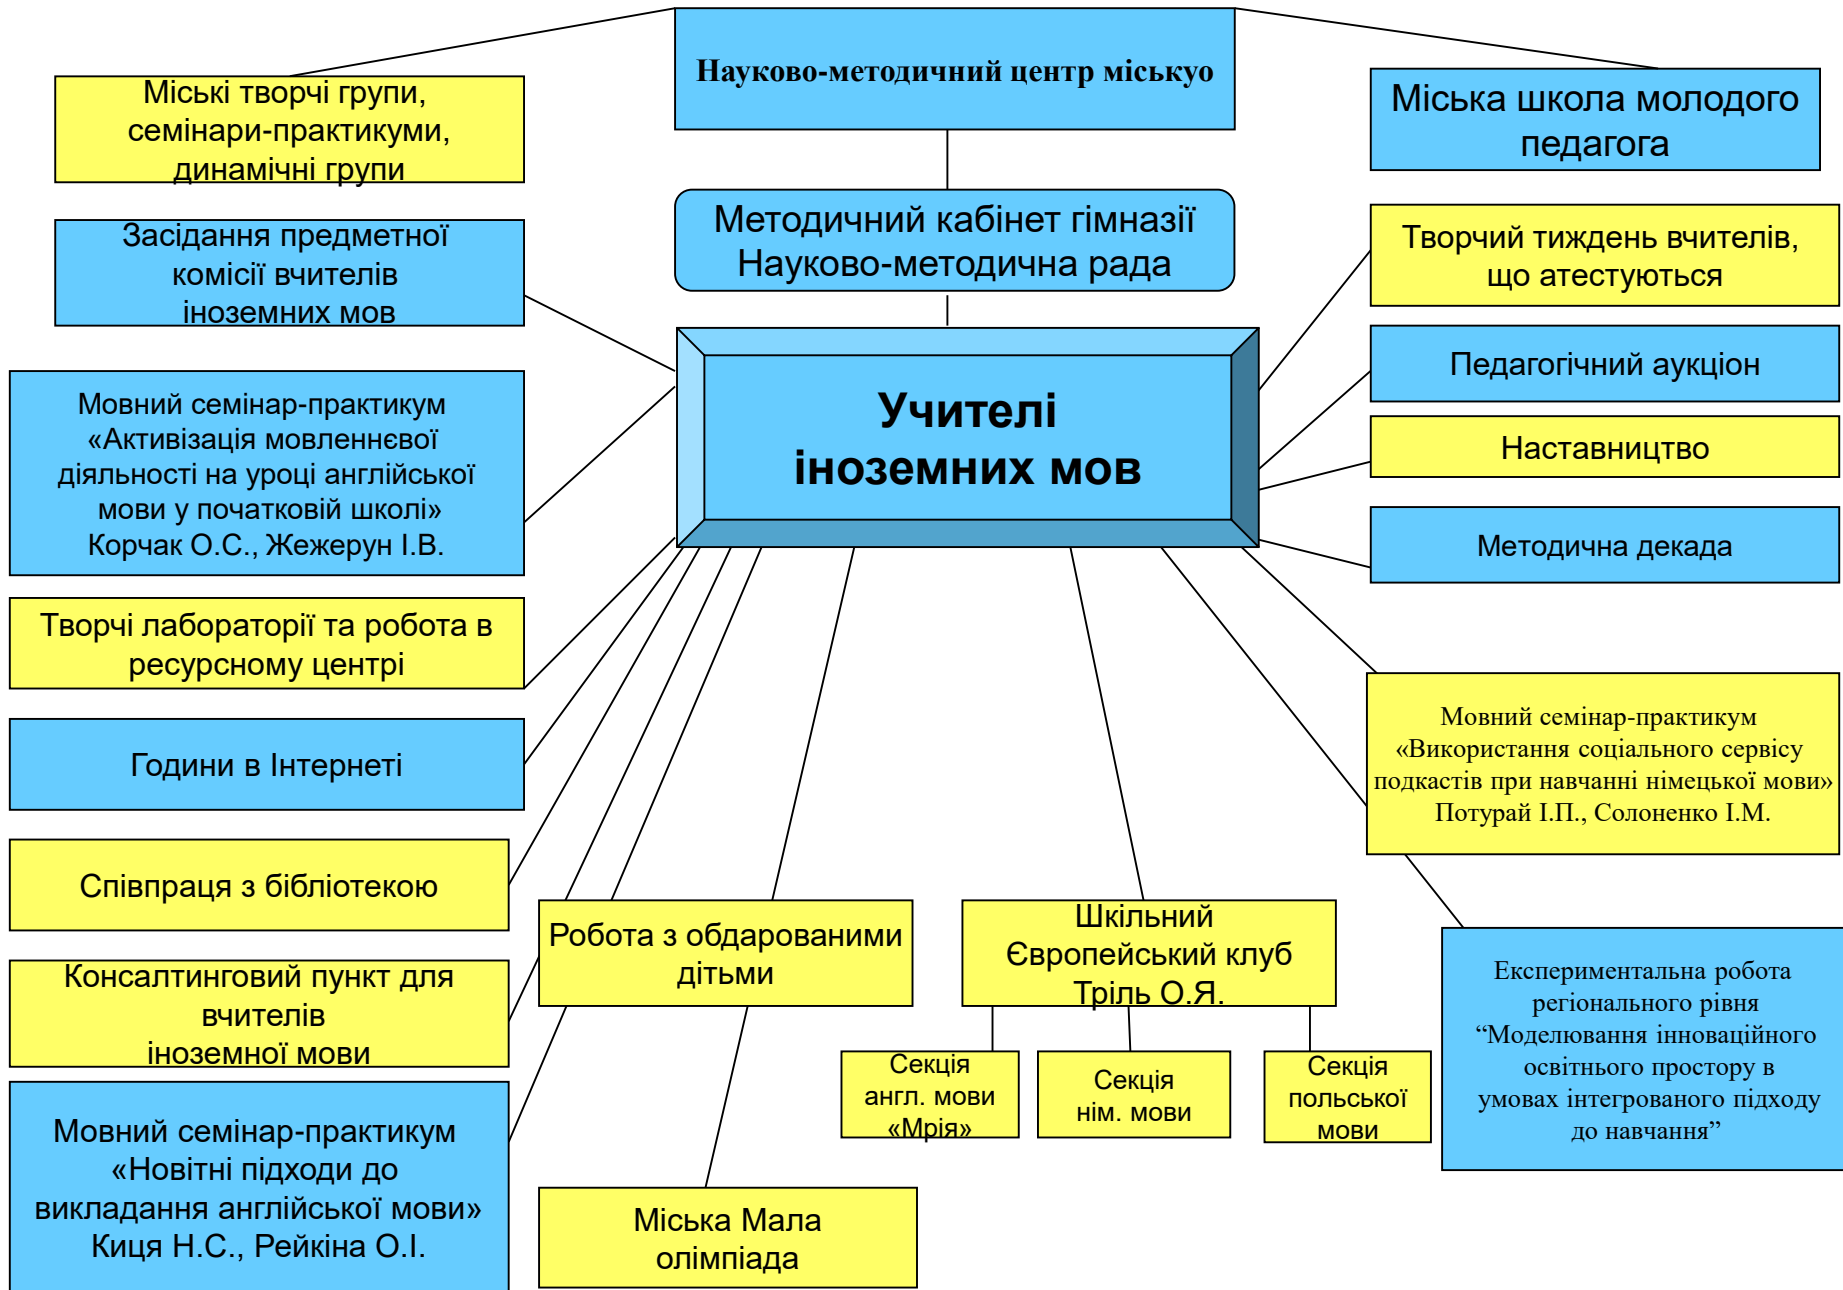 Науково-методичний центр міськуо
Міські творчі групи,
семінари-практикуми,
динамічні групи
Міська школа молодого
педагога
Методичний кабінет гімназії
Науково-методична рада
Засідання предметної
комісії вчителів
іноземних мов
Творчий тиждень вчителів,
що атестуються
Учителі
іноземних мов
Педагогічний аукціон
Мовний семінар-практикум
«Активізація мовленнєвої
діяльності на уроці англійської
мови у початковій школі»
Корчак О.С., Жежерун І.В.
Наставництво
Методична декада
Творчі лабораторії та робота в
ресурсному центрі
Мовний семінар-практикум
«Використання соціального сервісу
подкастів при навчанні німецької мови»
Потурай І.П., Солоненко І.М.
Години в Інтернеті
Співпраця з бібліотекою
Робота з обдарованими
дітьми
Шкільний
Європейський клуб
Тріль О.Я.
Експериментальна робота
регіонального рівня
“Моделювання інноваційного
освітнього простору в
умовах інтегрованого підходу
до навчання”
Консалтинговий пункт для
вчителів
іноземної мови
Секція
англ. мови
«Мрія»
Секція
нім. мови
Секція
польської
мови
Мовний семінар-практикум
«Новітні підходи до
викладання англійської мови»
Киця Н.С., Рейкіна О.І.
Міська Мала
олімпіада